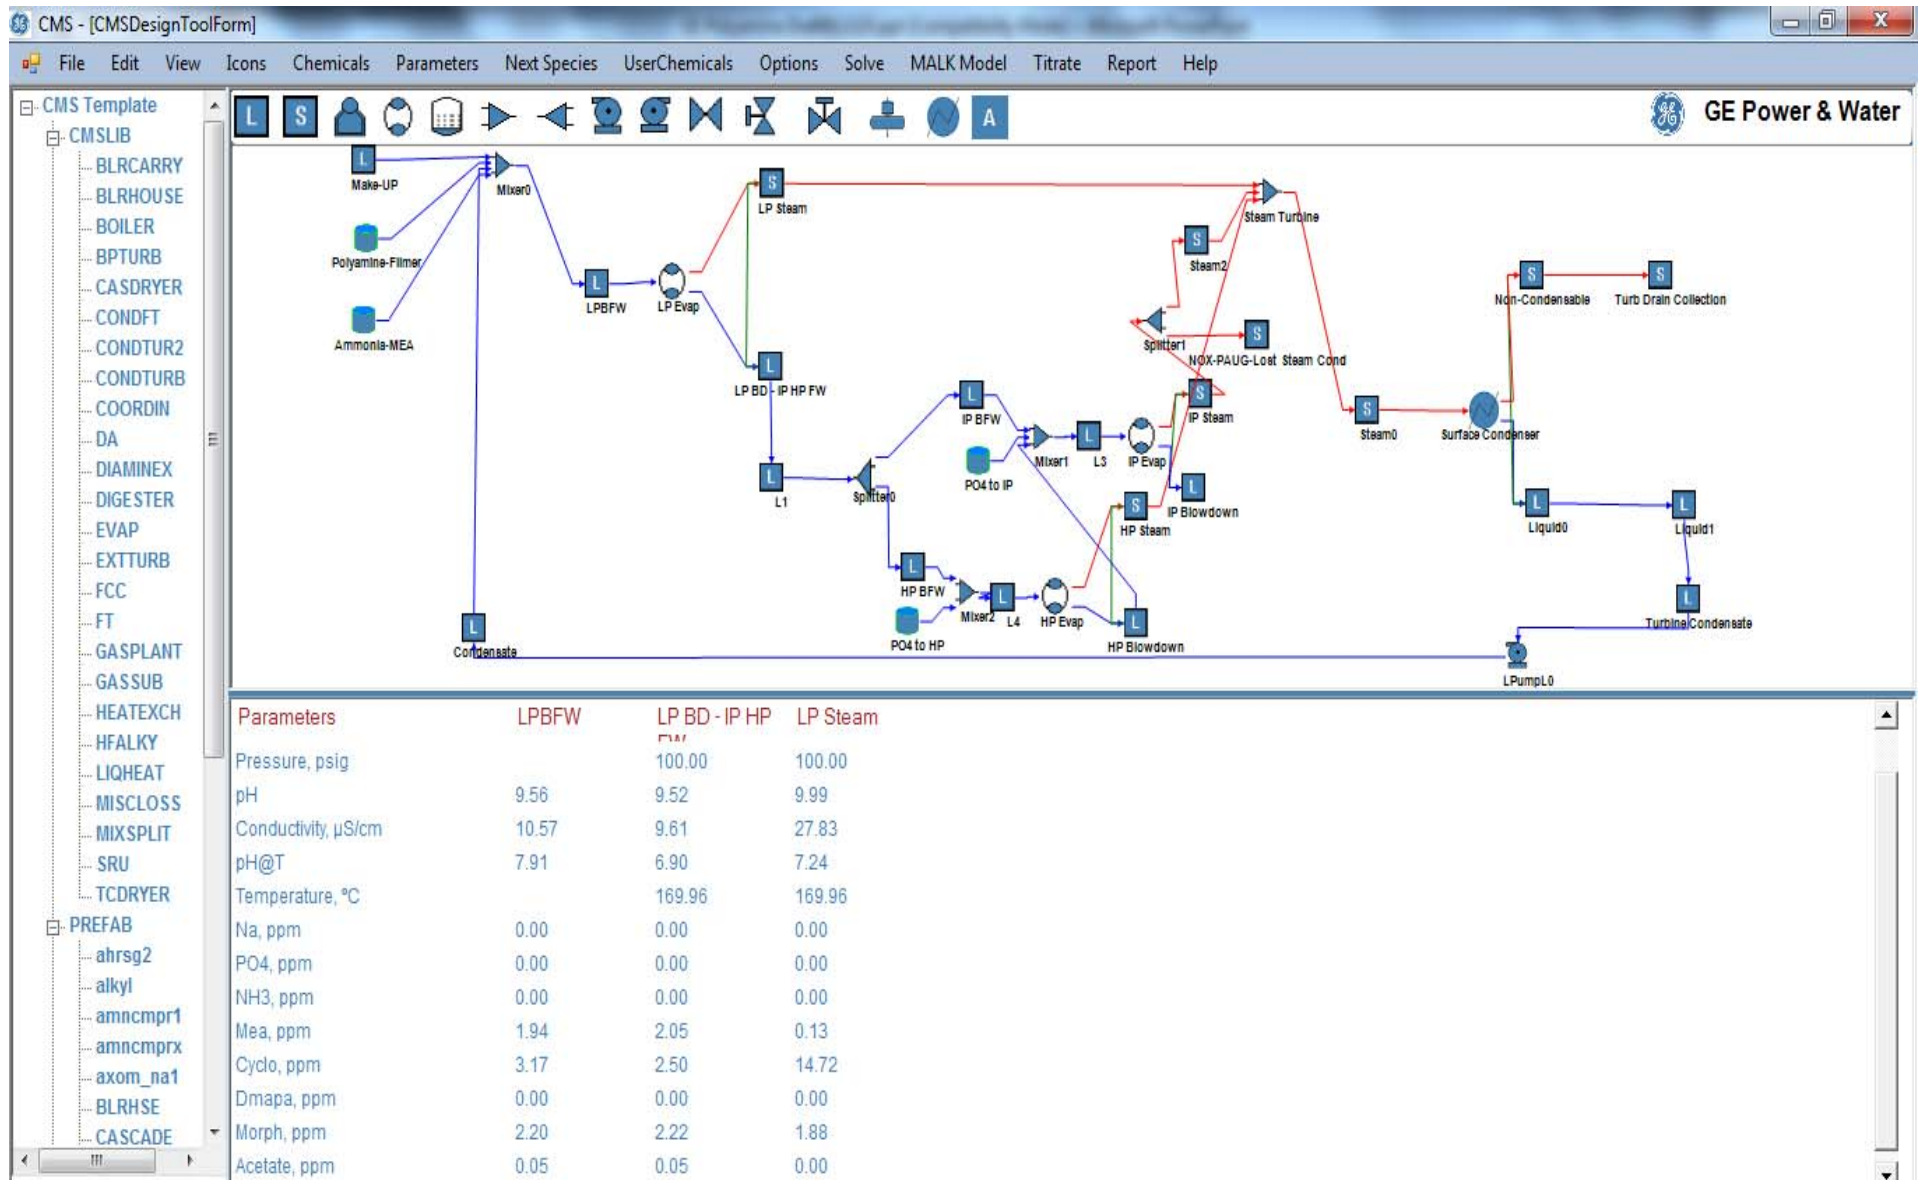 CMS - [CMSDesignToolForm]
File Edit View Icons Chemicals Parameters Next Species UserChemicals Options Solve MALK Model Titrate Report Help
CMS Template
CMSLIB
BLRCARRY
BLRHOUSE
BOILER
BPTURB
CASDRYER
CONDFT
CONDTUR2
CONDTURB
COORDIN
DA
DIAMINEX
DIGESTER
EVAP
EXTTURB
FCC
FT
GASPLANT
GASSUB
HEATEXCH
HFALKY
LIQHEAT
MISCLOSS
MIXSPLIT
SRU
TCDRYER
PREFAB
ahrsg2
alkyl
amncmpr1
amncmprx
axom_na1
BLRHSE
CASCADE
L S A
GE Power & Water
L
Make-UP
Mixer0
Polyamine-Filmer
Ammonia-MEA
L
LPBFW
LP Evap
S
LP Steam
L
LP BD - IP HP FW
L
L1
Splitter0
L
IP BFW
PO4 to IP
Mixer1
L
L3
IP Evap
S
IP Steam
L
IP Blowdown
L
HP BFW
PO4 to HP
Mixer2
L
L4
HP Evap
S
HP Steam
L
HP Blowdown
Splitter1
S
Steam2
S
NOX-PAUG-Lost Steam Cond
Steam Turbine
S
Steam0
Surface Condenser
S
Non-Condensable
S
Turb Drain Collection
L
Liquid0
L
Liquid1
L
Turbine Condensate
LPumpL0
L
Condensate
Parameters LPBFW LP BD - IP HP FW LP Steam
Pressure, psig 100.00 100.00
pH 9.56 9.52 9.99
Conductivity, µS/cm 10.57 9.61 27.83
pH@T 7.91 6.90 7.24
Temperature, ºC 169.96 169.96
Na, ppm 0.00 0.00 0.00
PO4, ppm 0.00 0.00 0.00
NH3, ppm 0.00 0.00 0.00
Mea, ppm 1.94 2.05 0.13
Cyclo, ppm 3.17 2.50 14.72
Dmapa, ppm 0.00 0.00 0.00
Morph, ppm 2.20 2.22 1.88
Acetate, ppm 0.05 0.05 0.00